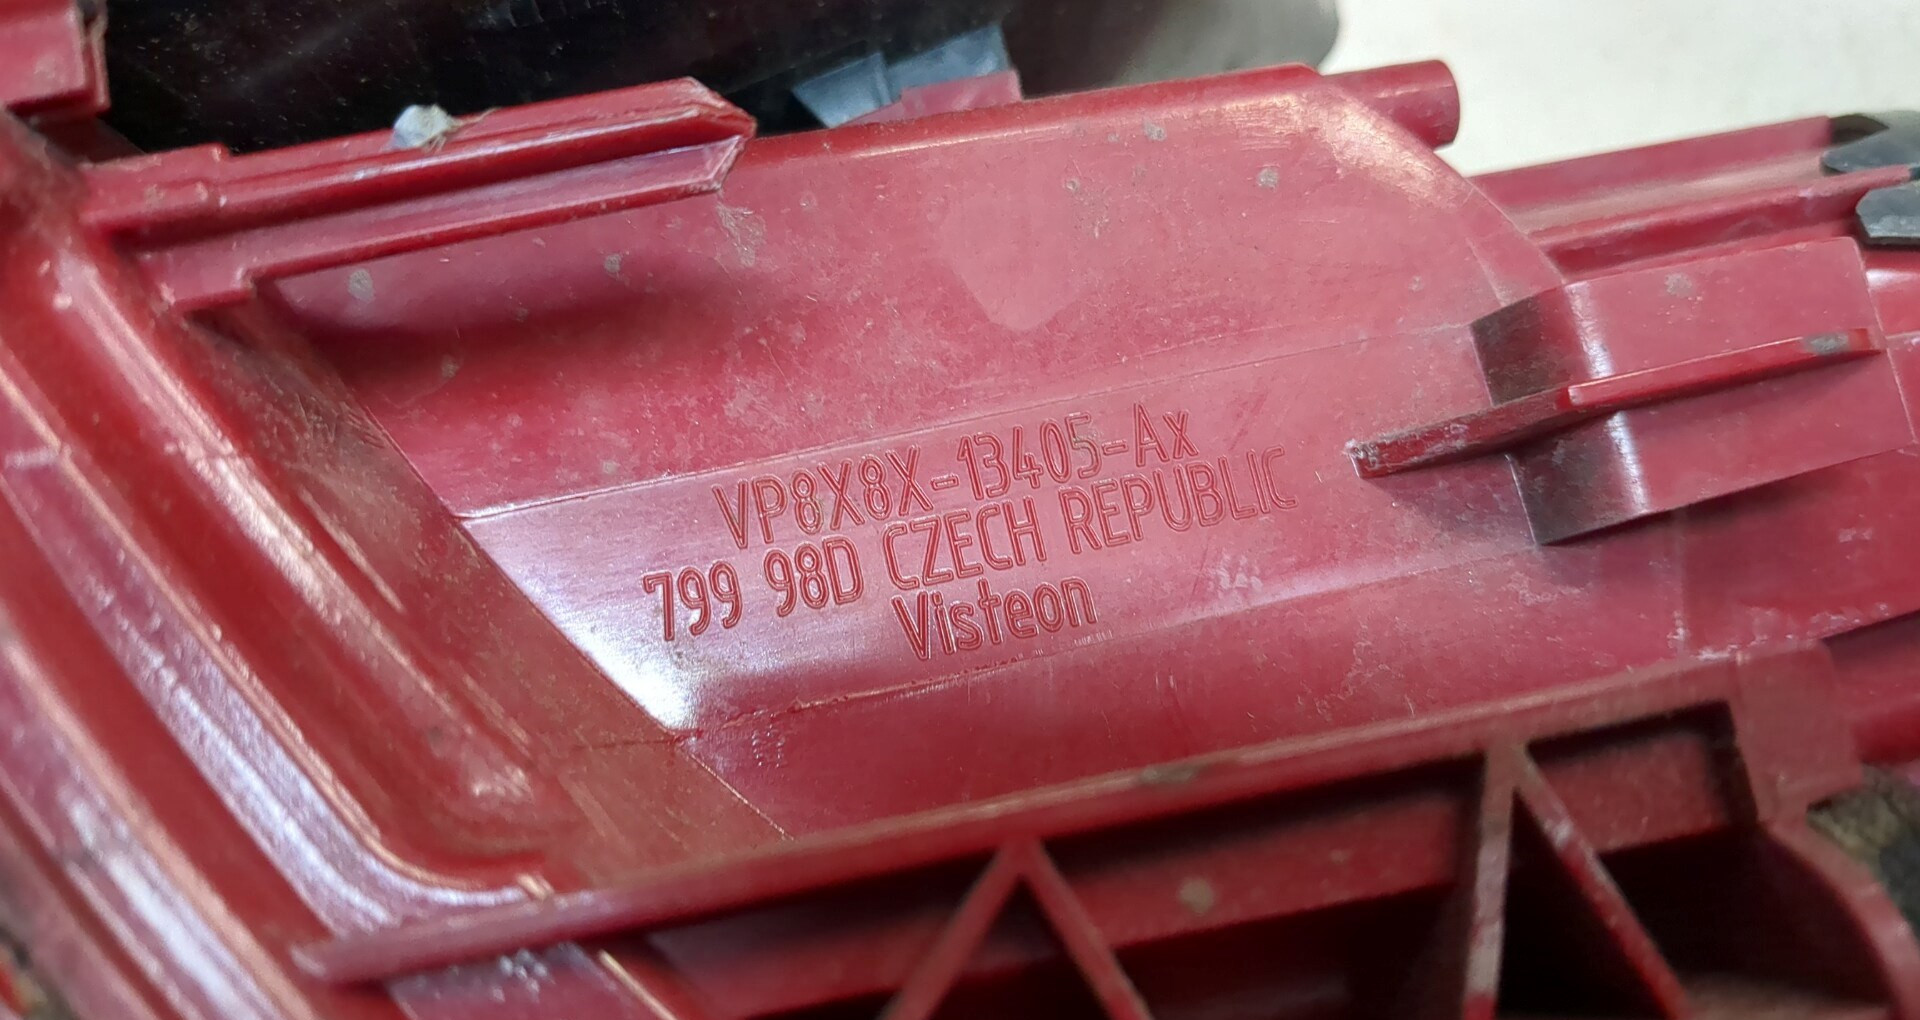 VP8X8X-13405-Ax
799 98D CZECH REPUBLIC
Visteon